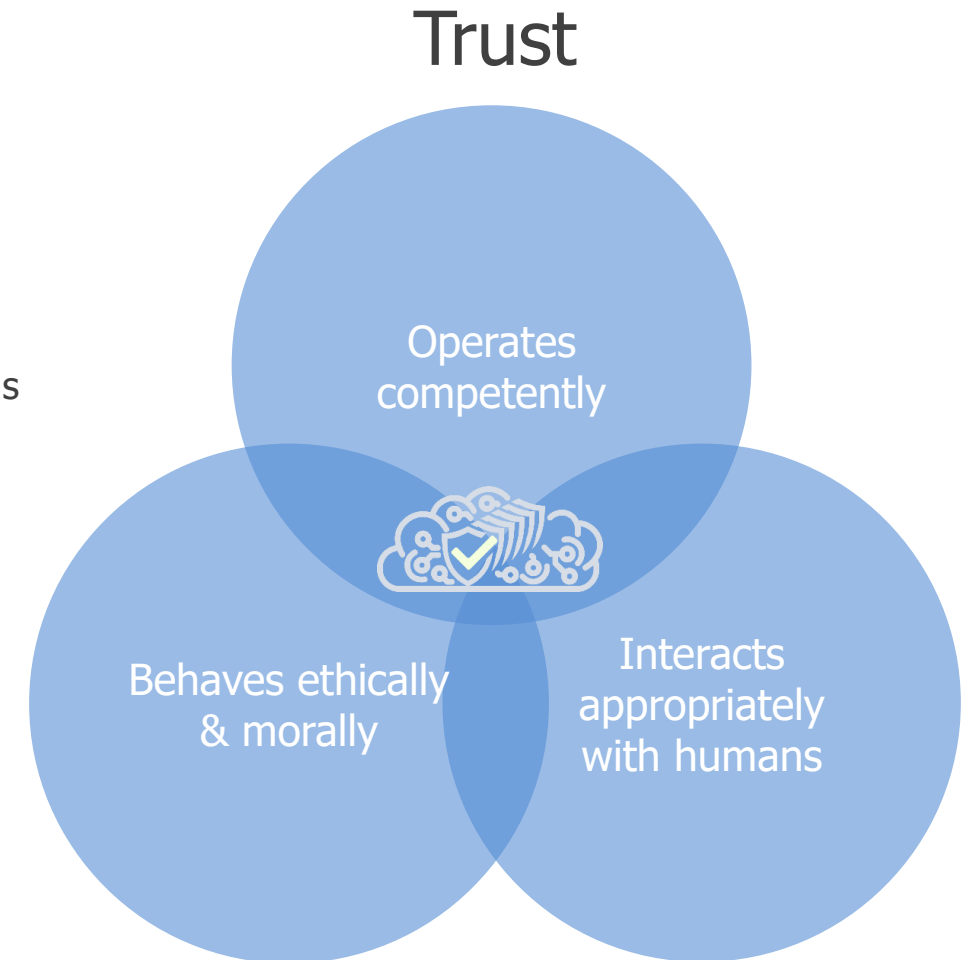 Trust
Operates
competently
s
Behaves ethically
& morally
Interacts
appropriately
with humans